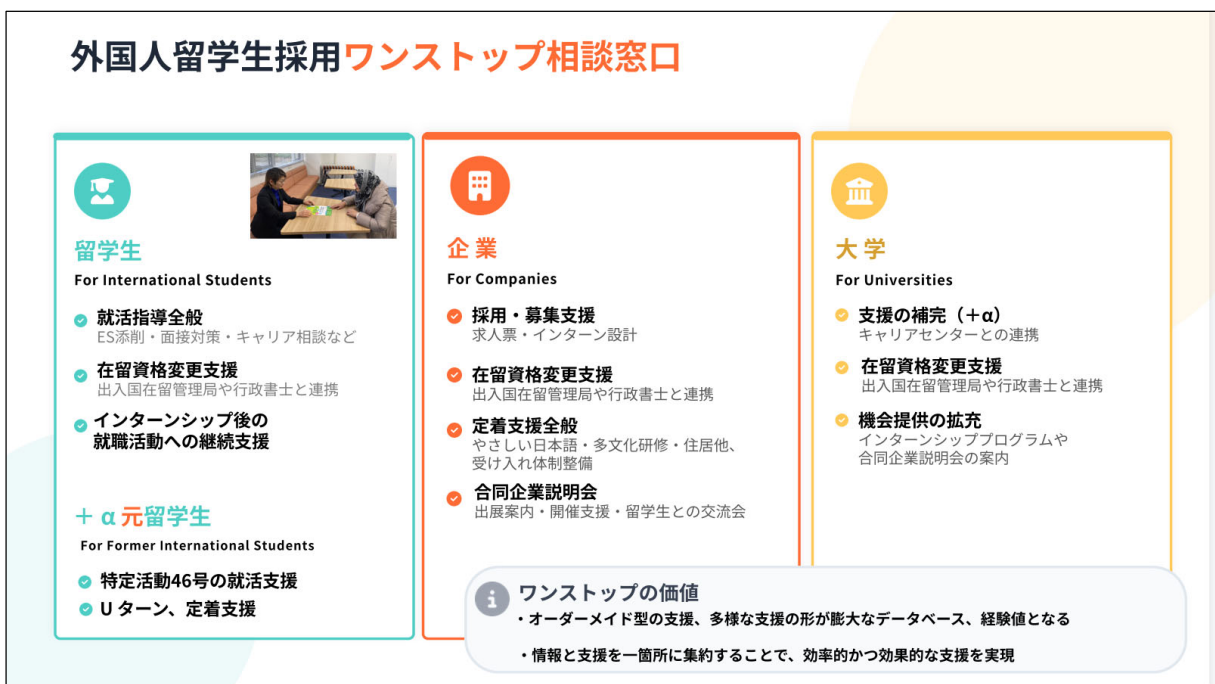 外国人留学生採用ワンストップ相談窓口
留学生
For International Students
就活指導全般
ES添削・面接対策・キャリア相談など
在留資格変更支援
出入国在留管理局や行政書士と連携
インターンシップ後の
就職活動への継続支援
＋α元留学生
For Former International Students
特定活動46号の就活支援
Uターン、定着支援
企業
For Companies
採用・募集支援
求人票・インターン設計
在留資格変更支援
出入国在留管理局や行政書士と連携
定着支援全般
やさしい日本語・多文化研修・住居他、
受け入れ体制整備
合同企業説明会
出展案内・開催支援・留学生との交流会
大学
For Universities
支援の補完（＋α）
キャリアセンターとの連携
在留資格変更支援
出入国在留管理局や行政書士と連携
機会提供の拡充
インターンシッププログラムや
合同企業説明会の案内
ワンストップの価値
・オーダーメイド型の支援、多様な支援の形が膨大なデータベース、経験値となる
・情報と支援を一箇所に集約することで、効率的かつ効果的な支援を実現